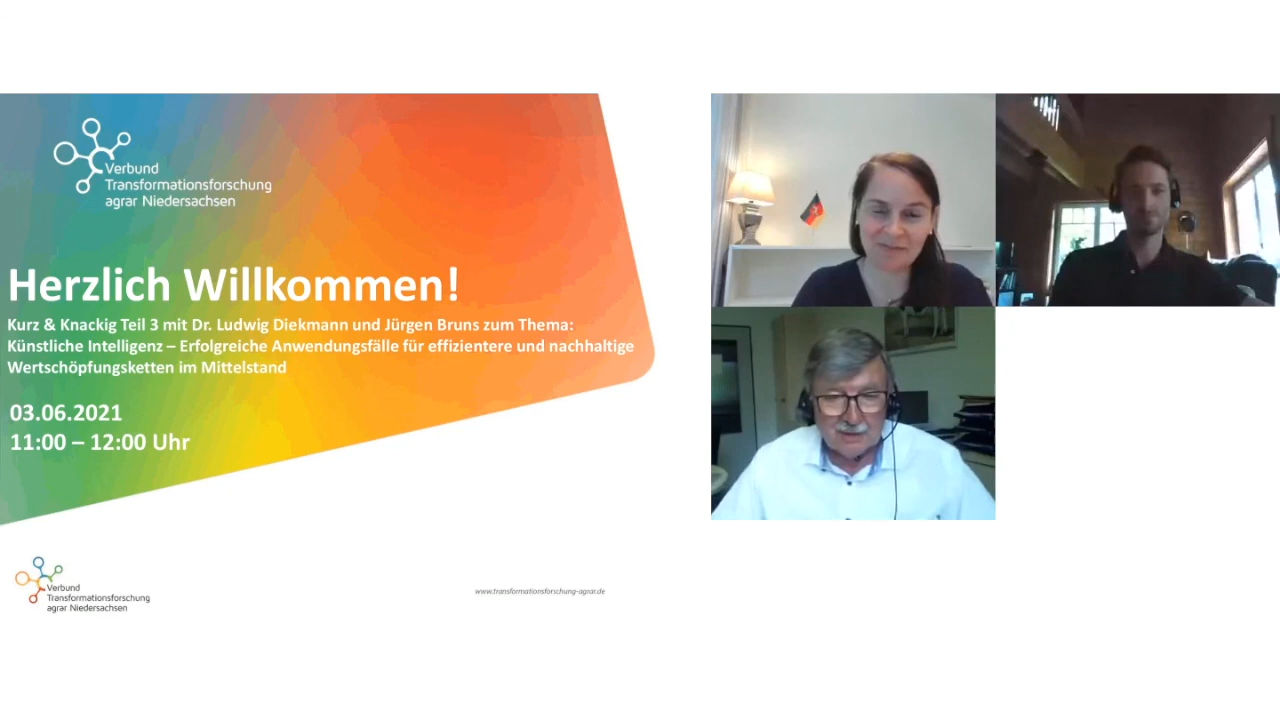 Verbund
Transformationsforschung
agrar Niedersachsen
Herzlich Willkommen!
Kurz & Knackig Teil 3 mit Dr. Ludwig Diekmann und Jürgen Bruns zum Thema:
Künstliche Intelligenz – Erfolgreiche Anwendungsfälle für effizientere und nachhaltige
Wertschöpfungsketten im Mittelstand
03.06.2021
11:00 – 12:00 Uhr
Verbund
Transformationsforschung
agrar Niedersachsen
www.transformationsforschung-agrar.de